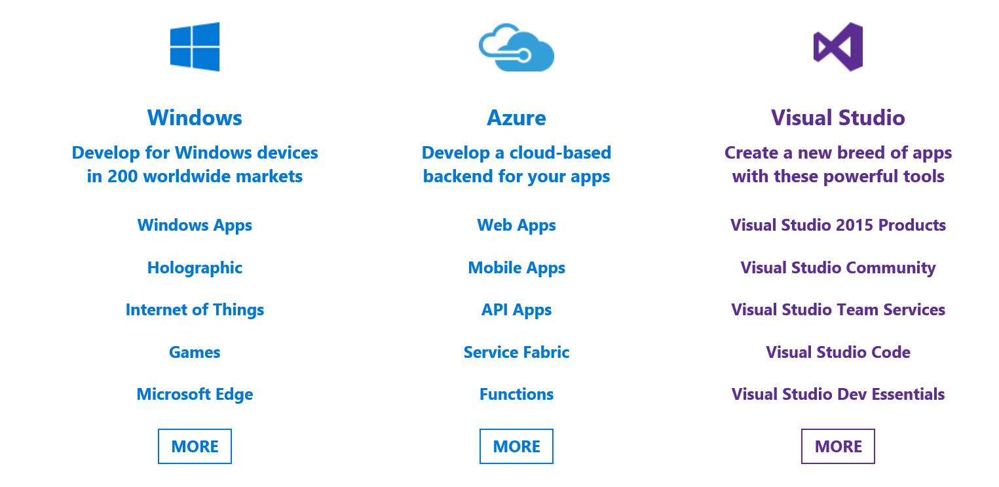 Windows
Develop for Windows devices
in 200 worldwide markets
Windows Apps
Holographic
Internet of Things
Games
Microsoft Edge
MORE
Azure
Develop a cloud-based
backend for your apps
Web Apps
Mobile Apps
API Apps
Service Fabric
Functions
MORE
Visual Studio
Create a new breed of apps
with these powerful tools
Visual Studio 2015 Products
Visual Studio Community
Visual Studio Team Services
Visual Studio Code
Visual Studio Dev Essentials
MORE